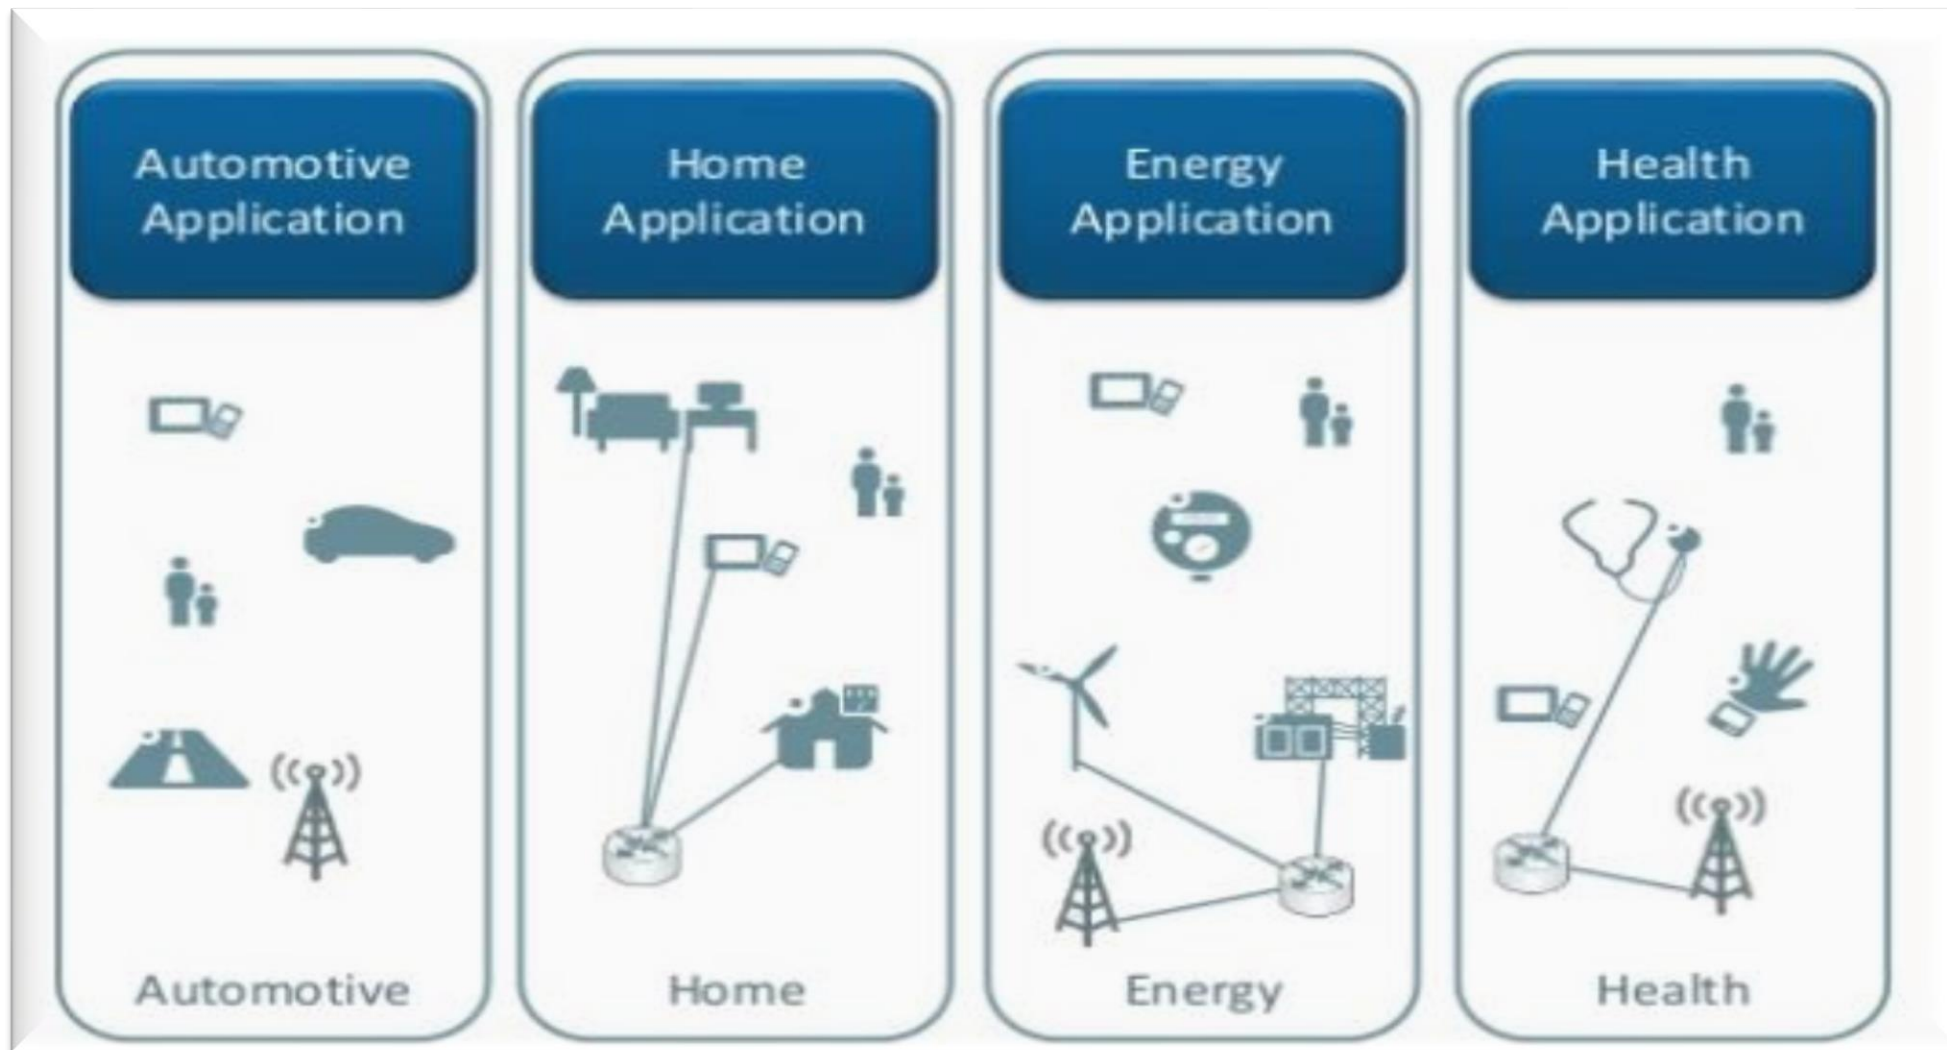 Automotive
Application
Home
Application
Energy
Application
Health
Application
Automotive
Home
Energy
Health